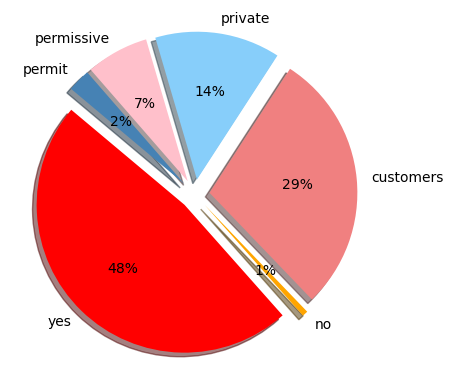 private
permissive
permit
14%
7%
2%
29%
customers
48%
1%
yes
no